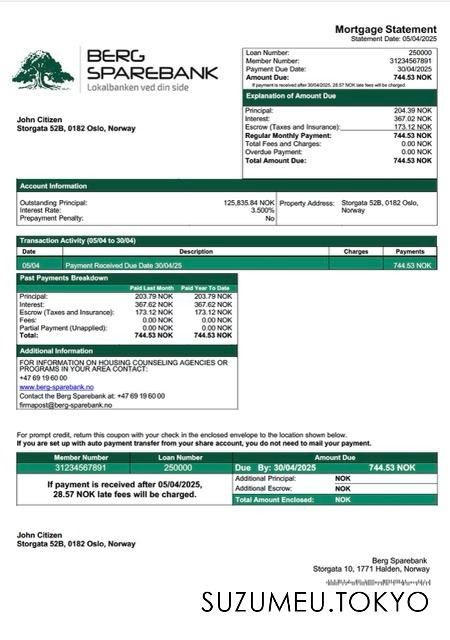 Mortgage Statement
Statement Date: 05/04/2025
BERG
SPAREBANK
Lokalbanken ved din side
Loan Number: 250000
Member Number: 31234567891
Payment Due Date: 30/04/2025
Amount Due: 744.53 NOK
If payment is received after 30/04/2025, 28.57 NOK late fees will be charged.
Explanation of Amount Due
Principal: 204.39 NOK
Interest: 367.02 NOK
Escrow (Taxes and Insurance): 173.12 NOK
Regular Monthly Payment: 744.53 NOK
Total Fees and Charges: 0.00 NOK
Overdue Payment: 0.00 NOK
Total Amount Due: 744.53 NOK
John Citizen
Storgata 52B, 0182 Oslo, Norway
Account Information
Outstanding Principal: 125,835.84 NOK
Interest Rate: 3.500%
Prepayment Penalty: No
Property Address: Storgata 52B, 0182 Oslo,
Norway
Transaction Activity (05/04 to 30/04)
Date Description Charges Payments
05/04 Payment Received Due Date 30/04/25 744.53 NOK
Past Payments Breakdown
Paid Last Month Paid Year To Date
Principal: 203.79 NOK 203.79 NOK
Interest: 367.62 NOK 367.62 NOK
Escrow (Taxes and Insurance): 173.12 NOK 173.12 NOK
Fees: 0.00 NOK 0.00 NOK
Partial Payment (Unapplied): 0.00 NOK 0.00 NOK
Total: 744.53 NOK 744.53 NOK
Additional Information
FOR INFORMATION ON HOUSING COUNSELING AGENCIES OR
PROGRAMS IN YOUR AREA CONTACT:
+47 69 19 60 00
www.berg-sparebank.no
Contact the Berg Sparebank at: +47 69 19 60 00
firmapost@berg-sparebank.no
For prompt credit, return this coupon with your check in the enclosed envelope to the location shown below.
If you are set up with auto payment transfer from your share account, you do not need to mail your payment.
Member Number Loan Number Amount Due
31234567891 250000 Due By: 30/04/2025 744.53 NOK
If payment is received after 05/04/2025,
28.57 NOK late fees will be charged.
Additional Principal: NOK
Additional Escrow: NOK
Total Amount Enclosed: NOK
John Citizen
Storgata 52B, 0182 Oslo, Norway
Berg Sparebank
Storgata 10, 1771 Halden, Norway
SUZUMEU.TOKYO